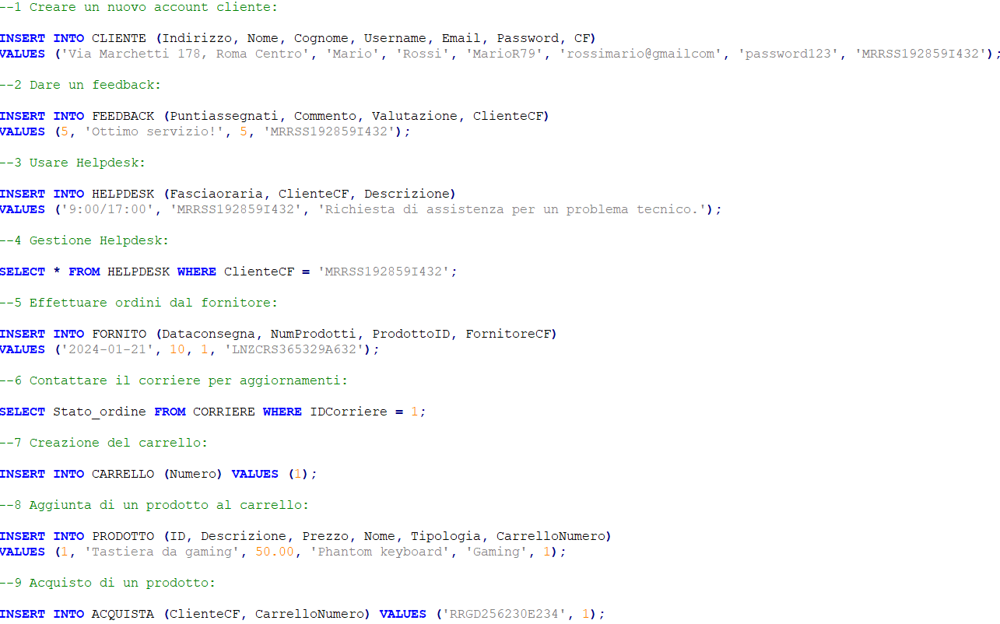 --1 Creare un nuovo account cliente:
INSERT INTO CLIENTE (Indirizzo, Nome, Cognome, Username, Email, Password, CF)
VALUES ('Via Marchetti 178, Roma Centro', 'Mario', 'Rossi', 'MarioR79', 'rossimario@gmailcom', 'password123', 'MRRSS192859I432');
--2 Dare un feedback:
INSERT INTO FEEDBACK (Puntiassegnati, Commento, Valutazione, ClienteCF)
VALUES (5, 'Ottimo servizio!', 5, 'MRRSS192859I432');
--3 Usare Helpdesk:
INSERT INTO HELPDESK (Fasciaoraria, ClienteCF, Descrizione)
VALUES ('9:00/17:00', 'MRRSS192859I432', 'Richiesta di assistenza per un problema tecnico.');
--4 Gestione Helpdesk:
SELECT * FROM HELPDESK WHERE ClienteCF = 'MRRSS192859I432';
--5 Effettuare ordini dal fornitore:
INSERT INTO FORNITO (Dataconsegna, NumProdotti, ProdottoID, FornitoreCF)
VALUES ('2024-01-21', 10, 1, 'LNZCRS365329A632');
--6 Contattare il corriere per aggiornamenti:
SELECT Stato_ordine FROM CORRIERE WHERE IDCorriere = 1;
--7 Creazione del carrello:
INSERT INTO CARRELLO (Numero) VALUES (1);
--8 Aggiunta di un prodotto al carrello:
INSERT INTO PRODOTTO (ID, Descrizione, Prezzo, Nome, Tipologia, CarrelloNumero)
VALUES (1, 'Tastiera da gaming', 50.00, 'Phantom keyboard', 'Gaming', 1);
--9 Acquisto di un prodotto:
INSERT INTO ACQUISTA (ClienteCF, CarrelloNumero) VALUES ('RRGD256230E234', 1);